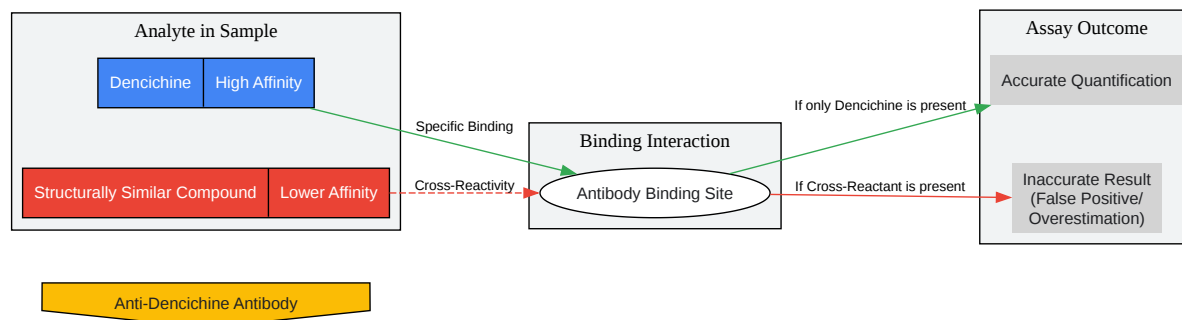 Analyte in Sample
Dencichine
High Affinity
Structurally Similar Compound
Lower Affinity
Anti-Dencichine Antibody
Specific Binding
Cross-Reactivity
Binding Interaction
Antibody Binding Site
If only Dencichine is present
If Cross-Reactant is present
Assay Outcome
Accurate Quantification
Inaccurate Result
(False Positive/
Overestimation)